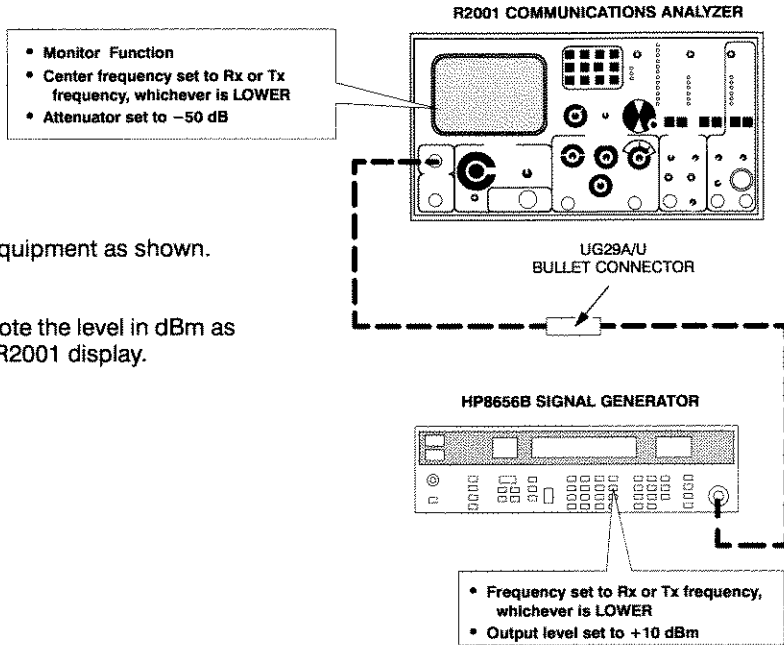 R2001 COMMUNICATIONS ANALYZER
• Monitor Function
• Center frequency set to Rx or Tx
frequency, whichever is LOWER
• Attenuator set to −50 dB
quipment as shown.
UG29A/U
BULLET CONNECTOR
ote the level in dBm as
R2001 display.
HP8656B SIGNAL GENERATOR
• Frequency set to Rx or Tx frequency,
whichever is LOWER
• Output level set to +10 dBm